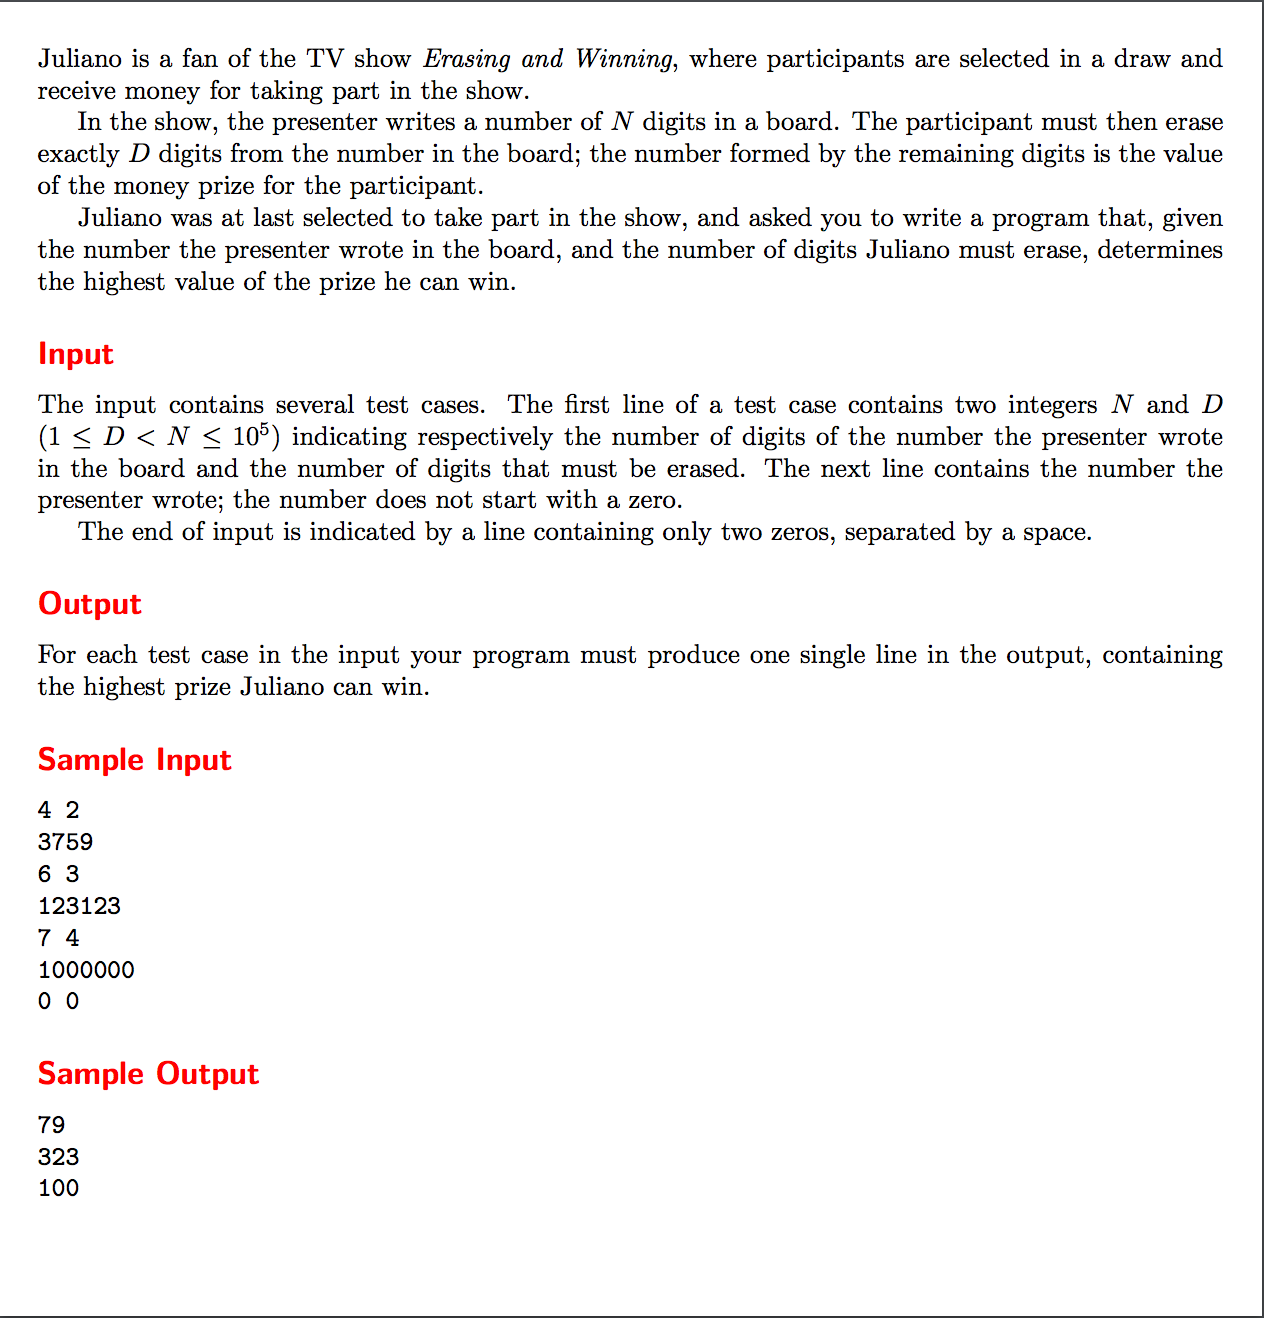 Juliano is a fan of the TV show Erasing and Winning, where participants are selected in a draw and
receive money for taking part in the show.
In the show, the presenter writes a number of N digits in a board. The participant must then erase
exactly D digits from the number in the board; the number formed by the remaining digits is the value
of the money prize for the participant.
Juliano was at last selected to take part in the show, and asked you to write a program that, given
the number the presenter wrote in the board, and the number of digits Juliano must erase, determines
the highest value of the prize he can win.
Input
The input contains several test cases. The first line of a test case contains two integers N and D
(1 ≤ D < N ≤ 10⁵) indicating respectively the number of digits of the number the presenter wrote
in the board and the number of digits that must be erased. The next line contains the number the
presenter wrote; the number does not start with a zero.
The end of input is indicated by a line containing only two zeros, separated by a space.
Output
For each test case in the input your program must produce one single line in the output, containing
the highest prize Juliano can win.
Sample Input
4 2
3759
6 3
123123
7 4
1000000
0 0
Sample Output
79
323
100